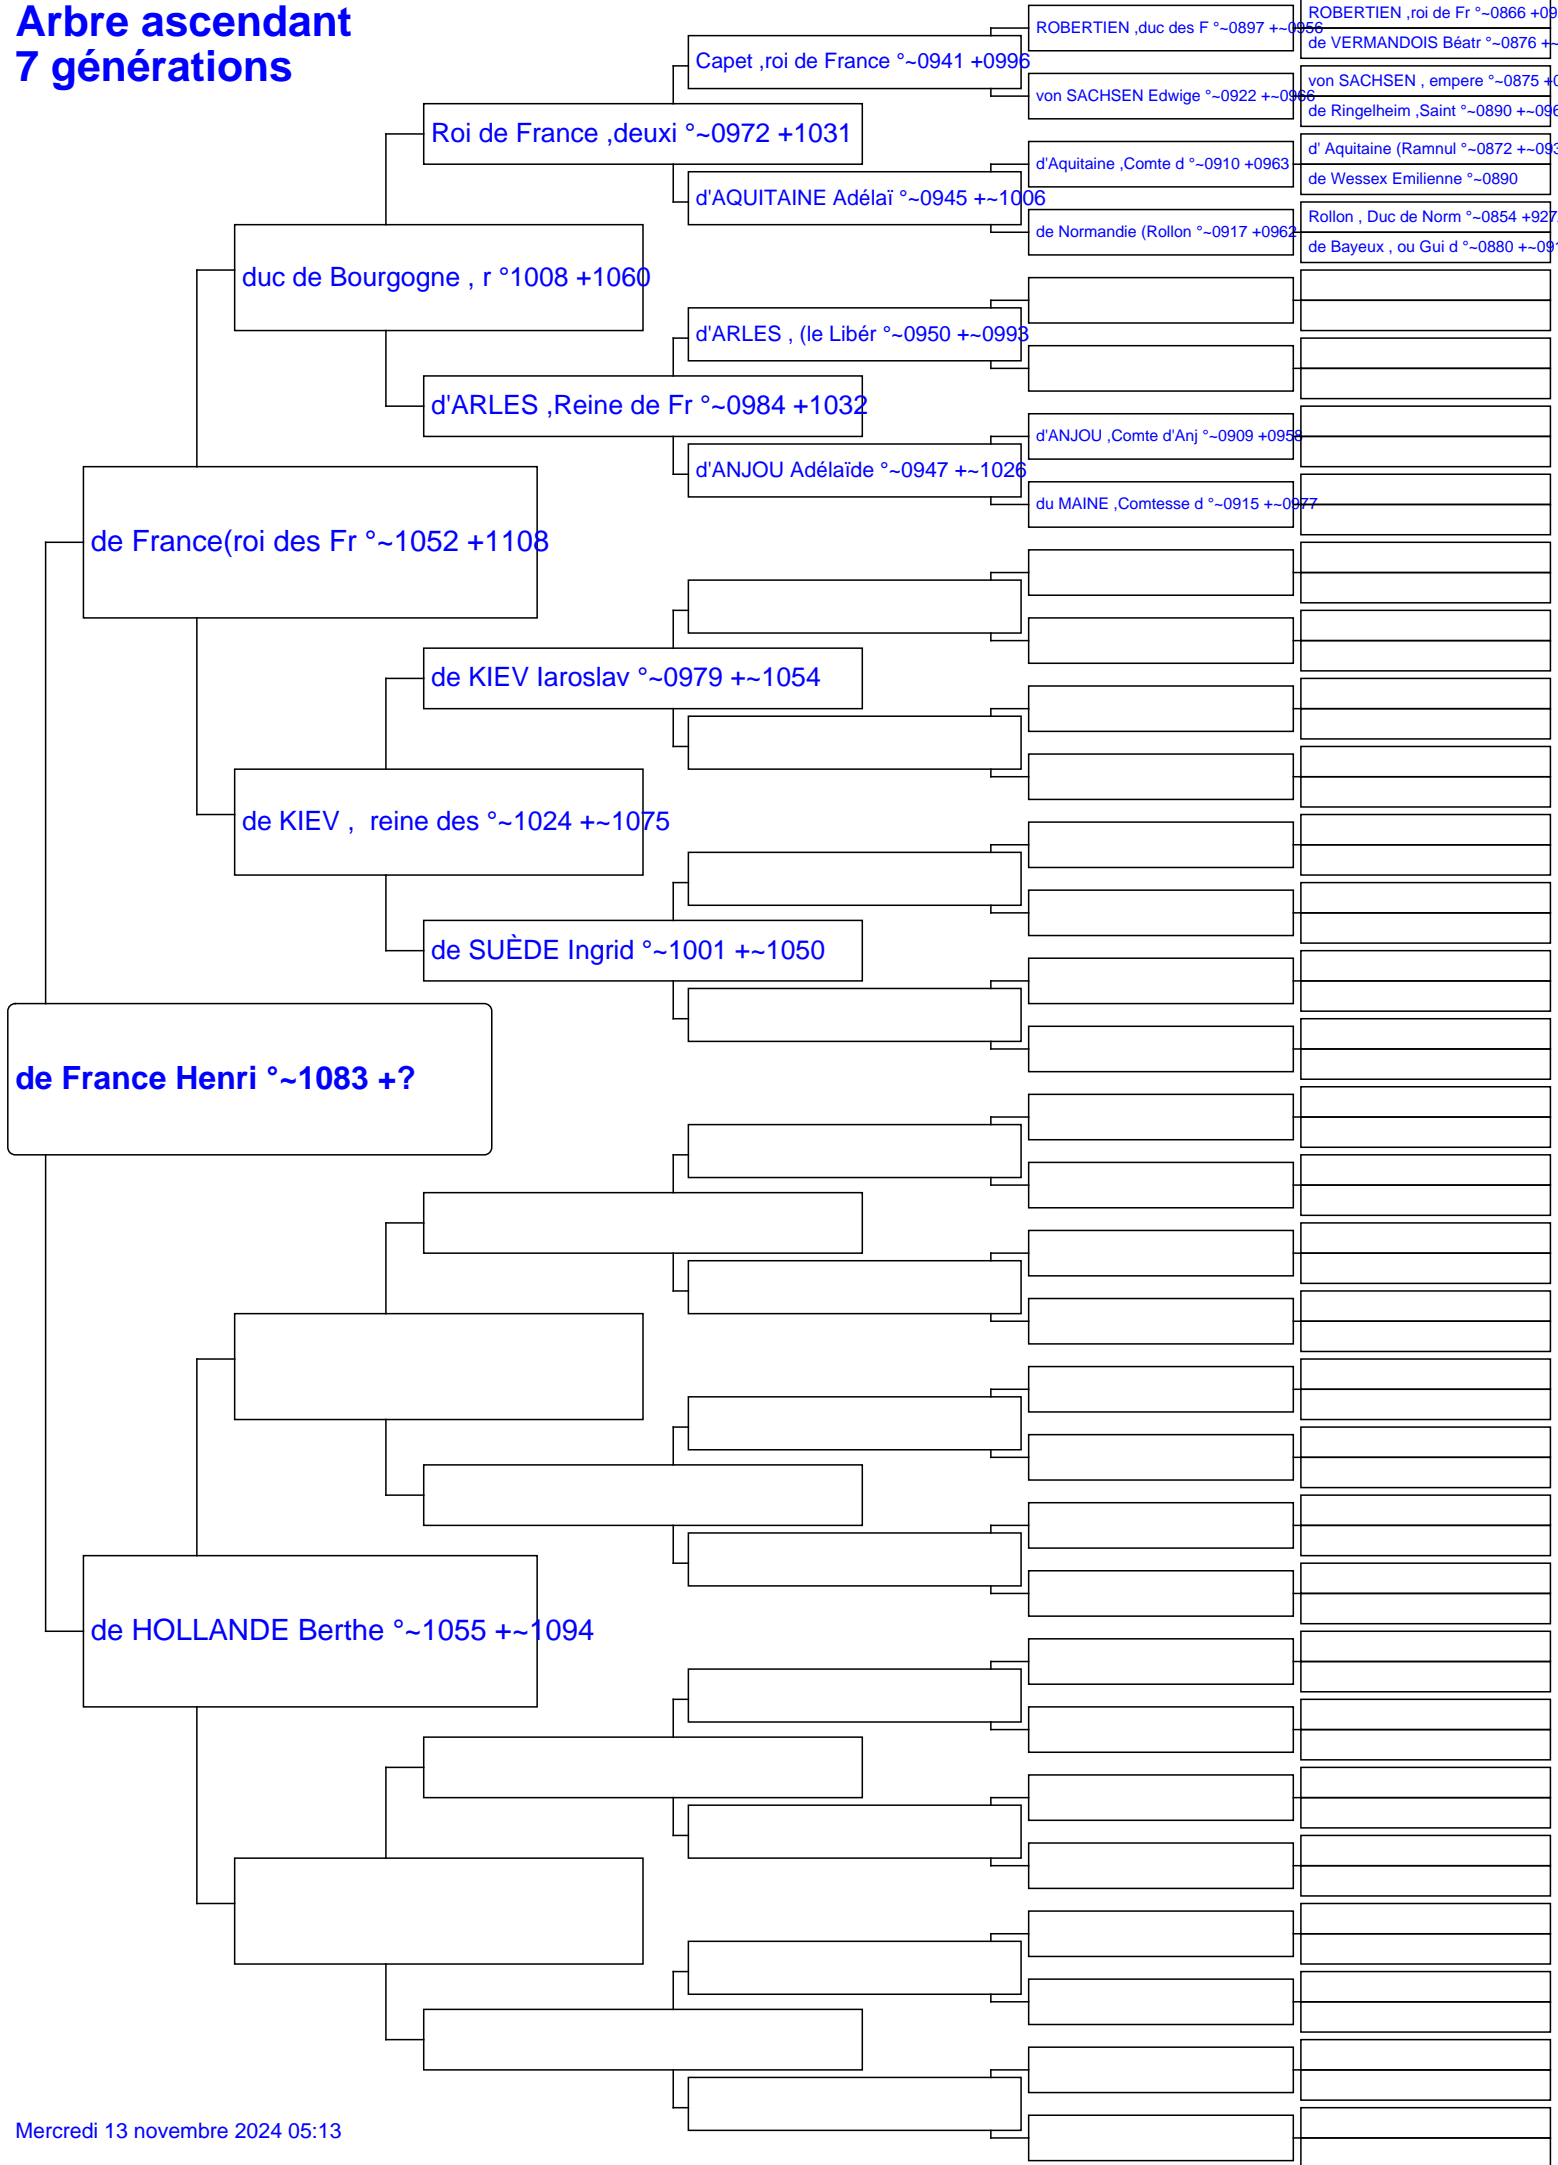 Arbre ascendant
7 générations
ROBERTIEN ,roi de Fr °~0866 +09
ROBERTIEN ,duc des F °~0897 +~0956
de VERMANDOIS Béatr °~0876 +~
Capet ,roi de France °~0941 +0996
von SACHSEN , empere °~0875 +0
von SACHSEN Edwige °~0922 +~0966
de Ringelheim ,Saint °~0890 +~096
Roi de France ,deuxi °~0972 +1031
d' Aquitaine (Ramnul °~0872 +~093
d'Aquitaine ,Comte d °~0910 +0963
de Wessex Emilienne °~0890
d'AQUITAINE Adélaï °~0945 +~1006
Rollon , Duc de Norm °~0854 +927
de Normandie (Rollon °~0917 +0962
de Bayeux , ou Gui d °~0880 +~091
duc de Bourgogne , r °1008 +1060
d'ARLES , (le Libér °~0950 +~0993
d'ARLES ,Reine de Fr °~0984 +1032
d'ANJOU ,Comte d'Anj °~0909 +0958
d'ANJOU Adélaïde °~0947 +~1026
du MAINE ,Comtesse d °~0915 +~0977
de France(roi des Fr °~1052 +1108
de KIEV Iaroslav °~0979 +~1054
de KIEV ,  reine des °~1024 +~1075
de SUÈDE Ingrid °~1001 +~1050
de France Henri °~1083 +?
de HOLLANDE Berthe °~1055 +~1094
Mercredi 13 novembre 2024 05:13